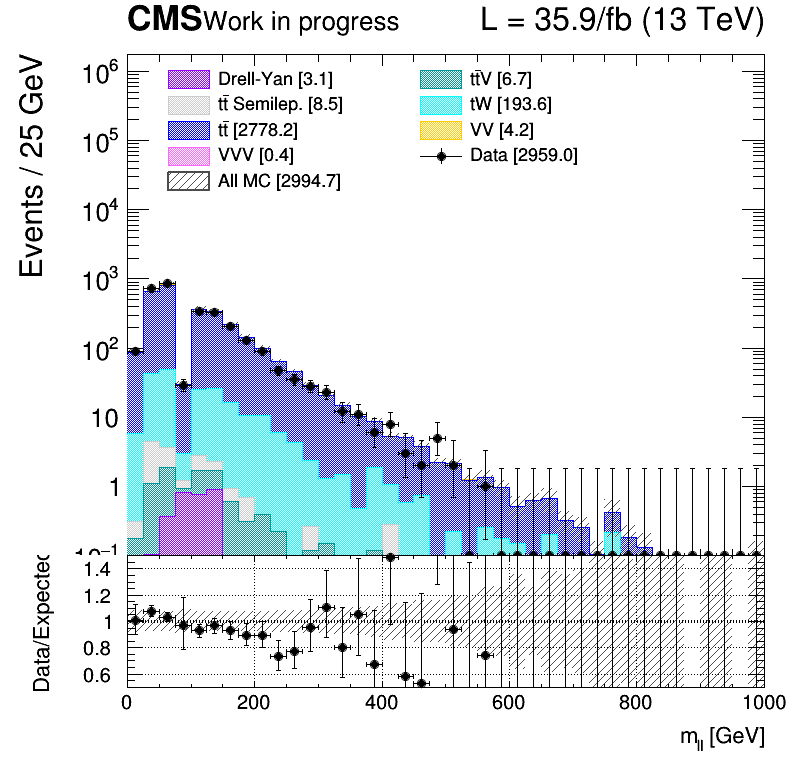 CMS Work in progress L = 35.9/fb (13 TeV)
Events / 25 GeV
Drell-Yan [3.1] tt̄V [6.7]
tt̄ Semilep. [8.5] tW [193.6]
tt̄ [2778.2] VV [4.2]
VVV [0.4] Data [2959.0]
All MC [2994.7]
10⁶
10⁵
10⁴
10³
10²
10
1
10⁻¹
Data/Expected
1.4
1.2
1
0.8
0.6
0 200 400 600 800 1000
m_ll [GeV]